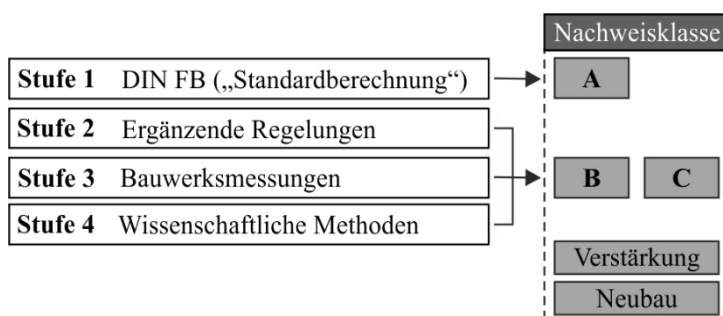 Nachweisklasse
Stufe 1 DIN FB („Standardberechnung“) A
Stufe 2 Ergänzende Regelungen
Stufe 3 Bauwerksmessungen B C
Stufe 4 Wissenschaftliche Methoden
Verstärkung
Neubau